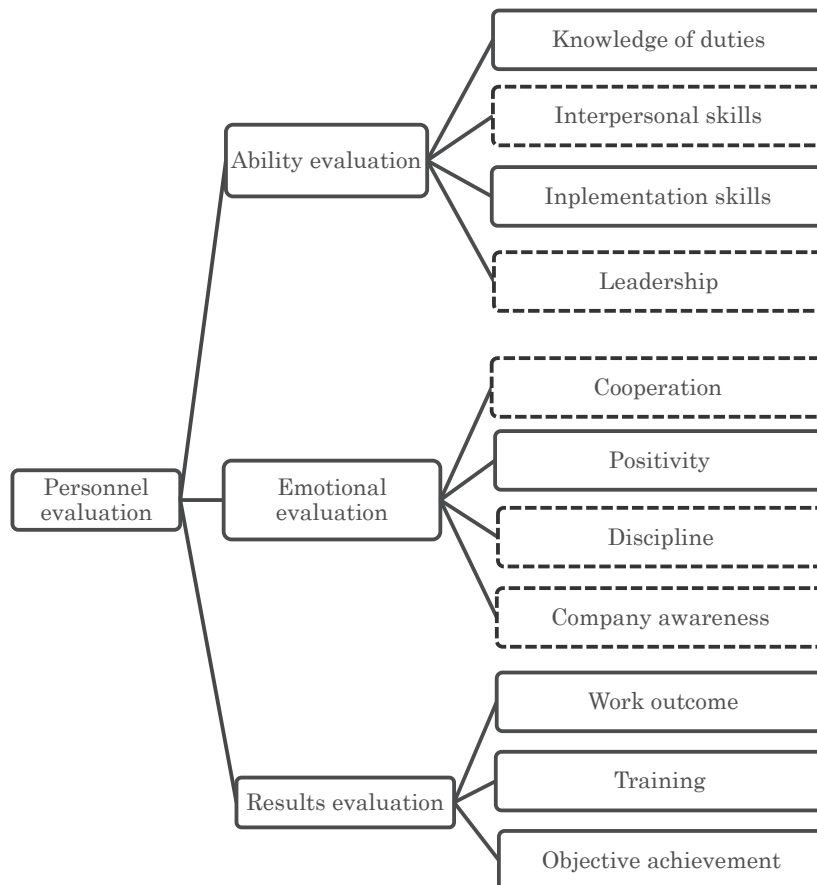 Knowledge of duties
Interpersonal skills
Ability evaluation
Inplementation skills
Leadership
Cooperation
Positivity
Personnel
evaluation
Emotional
evaluation
Discipline
Company awareness
Work outcome
Training
Results evaluation
Objective achievement